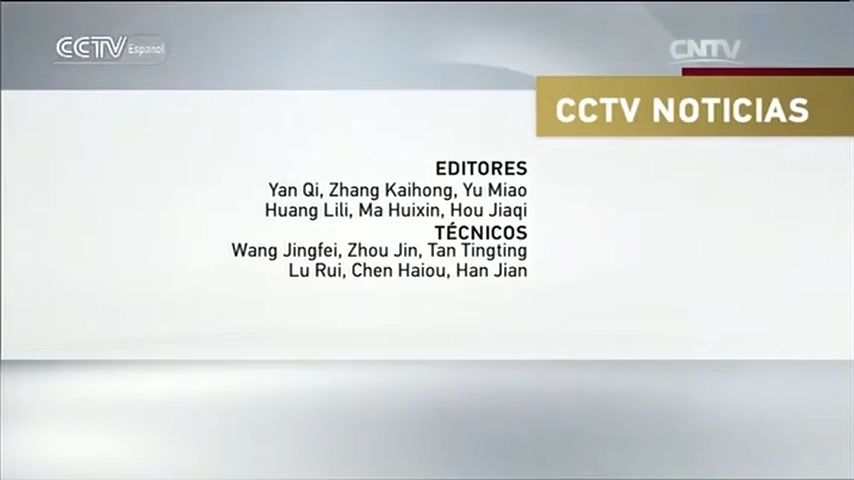 CCTV Español
CNTV
CCTV NOTICIAS
EDITORES
Yan Qi, Zhang Kaihong, Yu Miao
Huang Lili, Ma Huixin, Hou Jiaqi
TÉCNICOS
Wang Jingfei, Zhou Jin, Tan Tingting
Lu Rui, Chen Haiou, Han Jian